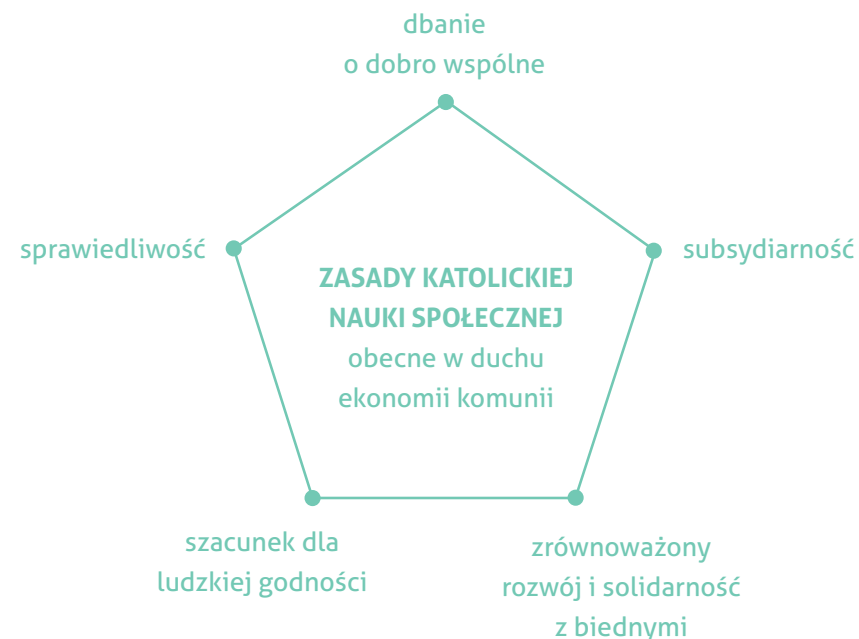 dbanie
o dobro wspólne
sprawiedliwość
subsydiarność
ZASADY KATOLICKIEJ
NAUKI SPOŁECZNEJ
obecne w duchu
ekonomii komunii
szacunek dla
ludzkiej godności
zrównoważony
rozwój i solidarność
z biednymi